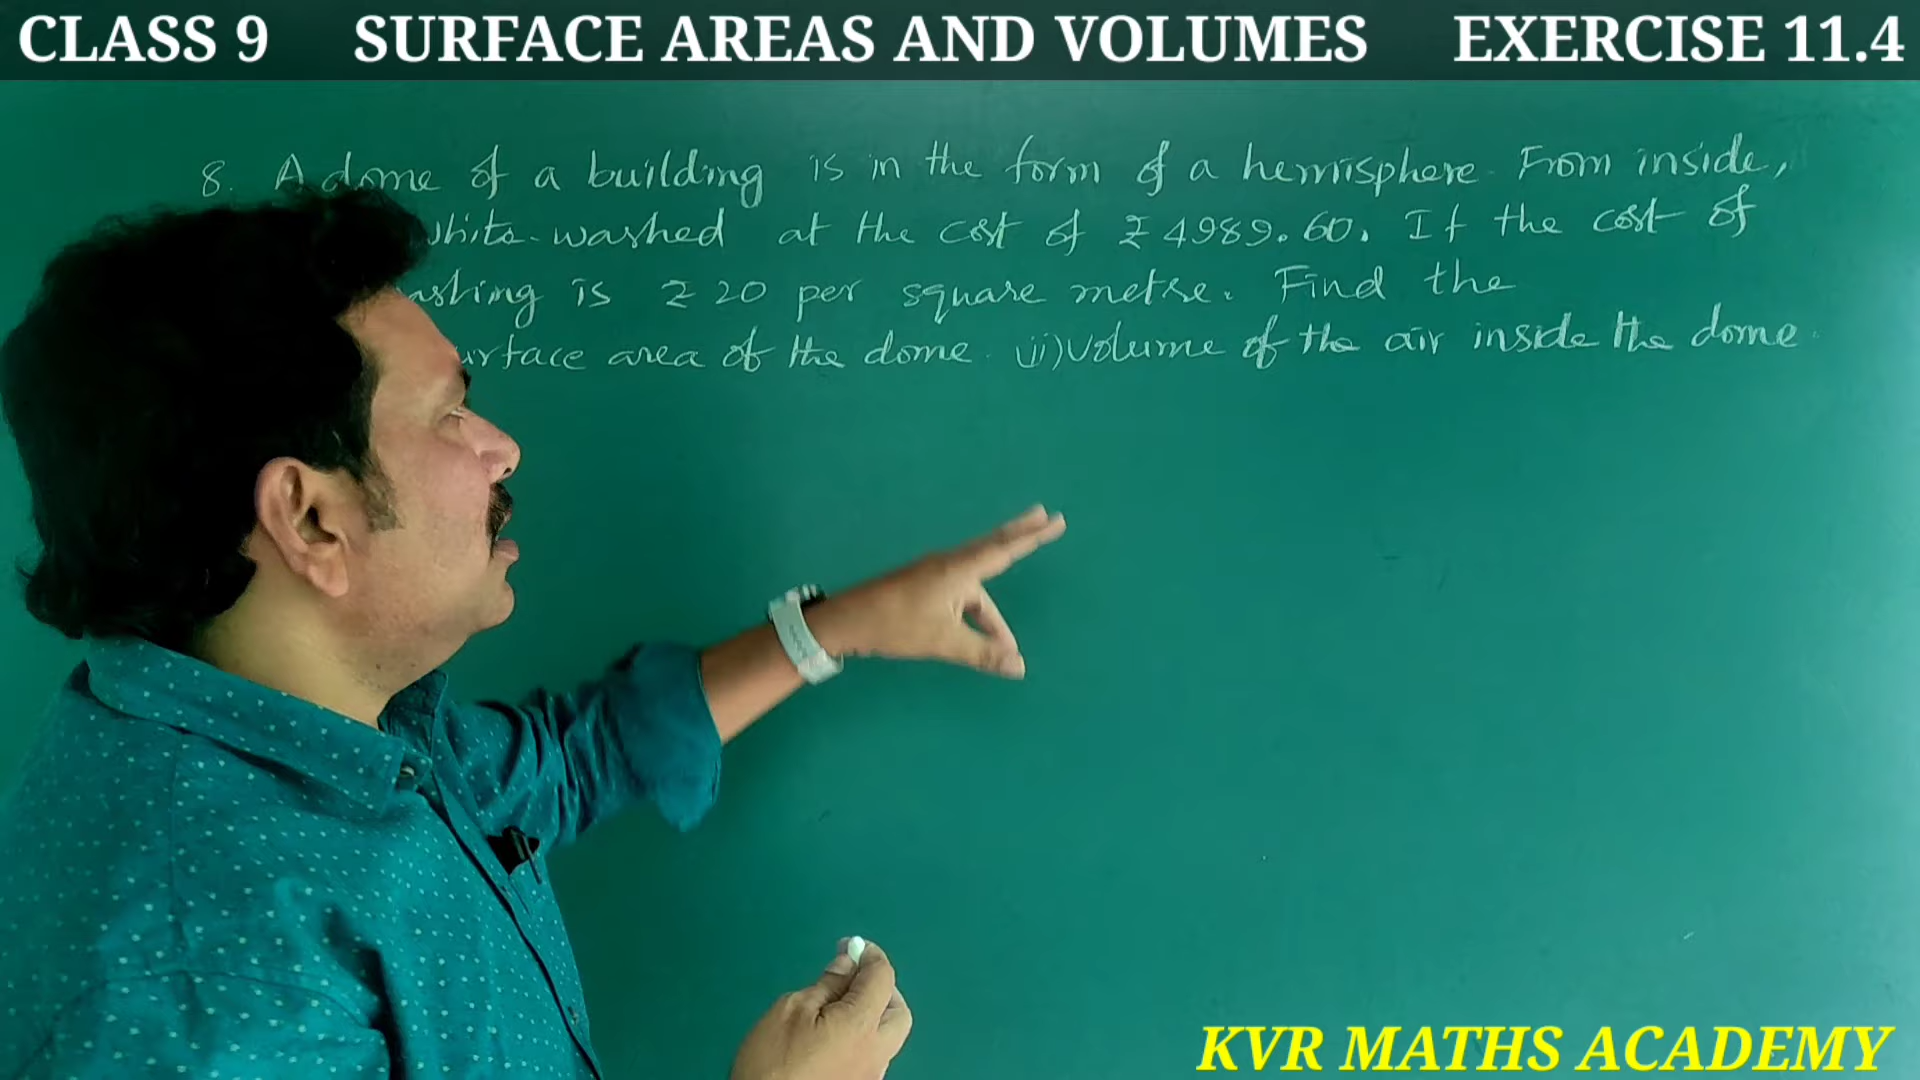 CLASS 9 SURFACE AREAS AND VOLUMES EXERCISE 11.4
8. A dome of a building is in the form of a hemisphere. From inside,
white-washed at the cost of ₹4989.60. If the cost of
is ₹20 per square metre. Find the
surface area of the dome. (ii) Volume of the air inside the dome.
KVR MATHS ACADEMY